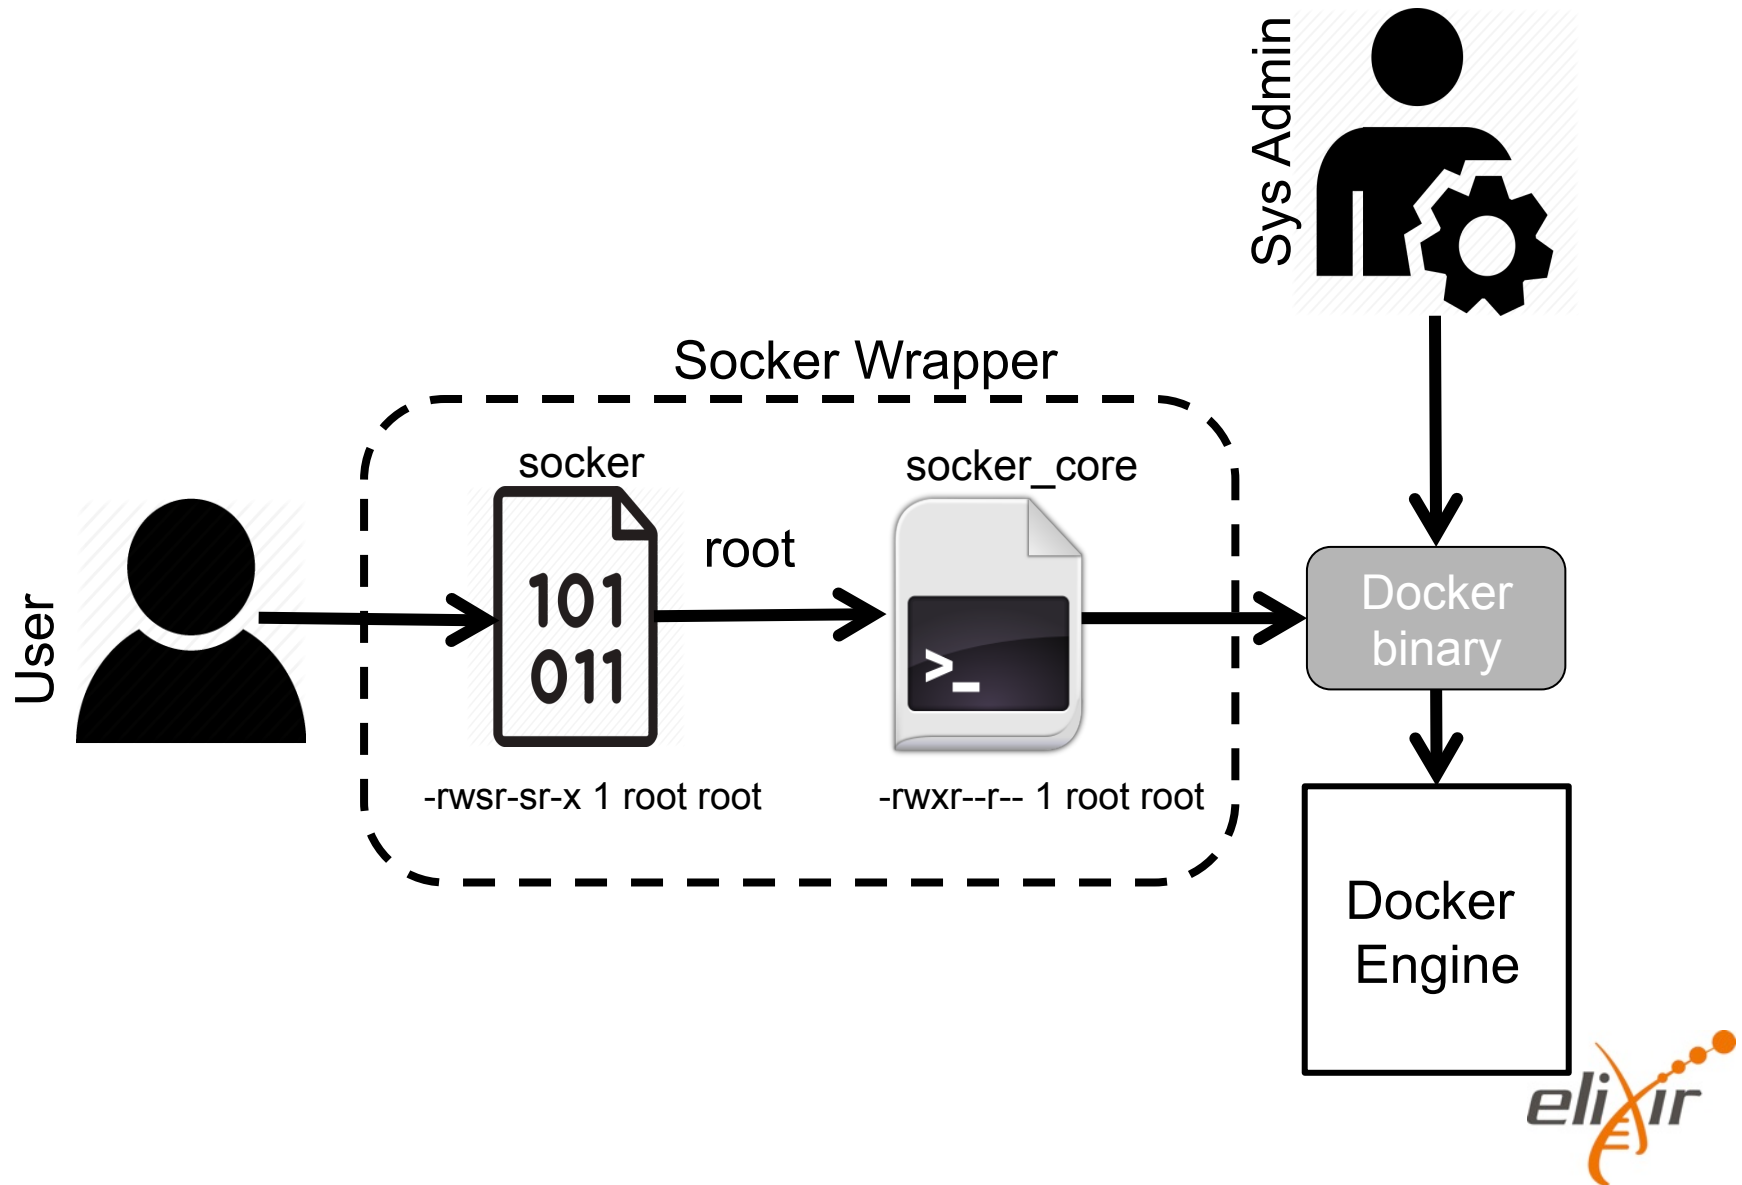 Sys Admin
Socker Wrapper
socker
socker_core
root
101
011
>_
User
Docker
binary
-rwsr-sr-x 1 root root
-rwxr--r-- 1 root root
Docker
Engine
elixir